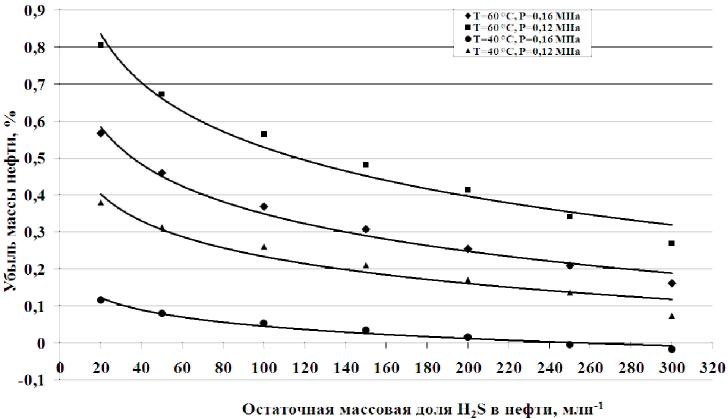 0,9
0,8
0,7
0,6
0,5
0,4
0,3
0,2
0,1
0
-0,1
Убыль массы нефти, %
T=60 °C, P=0,16 МПа
T=60 °C, P=0,12 МПа
T=40 °C, P=0,16 МПа
T=40 °C, P=0,12 МПа
0 20 40 60 80 100 120 140 160 180 200 220 240 260 280 300 320
Остаточная массовая доля H₂S в нефти, млн⁻¹